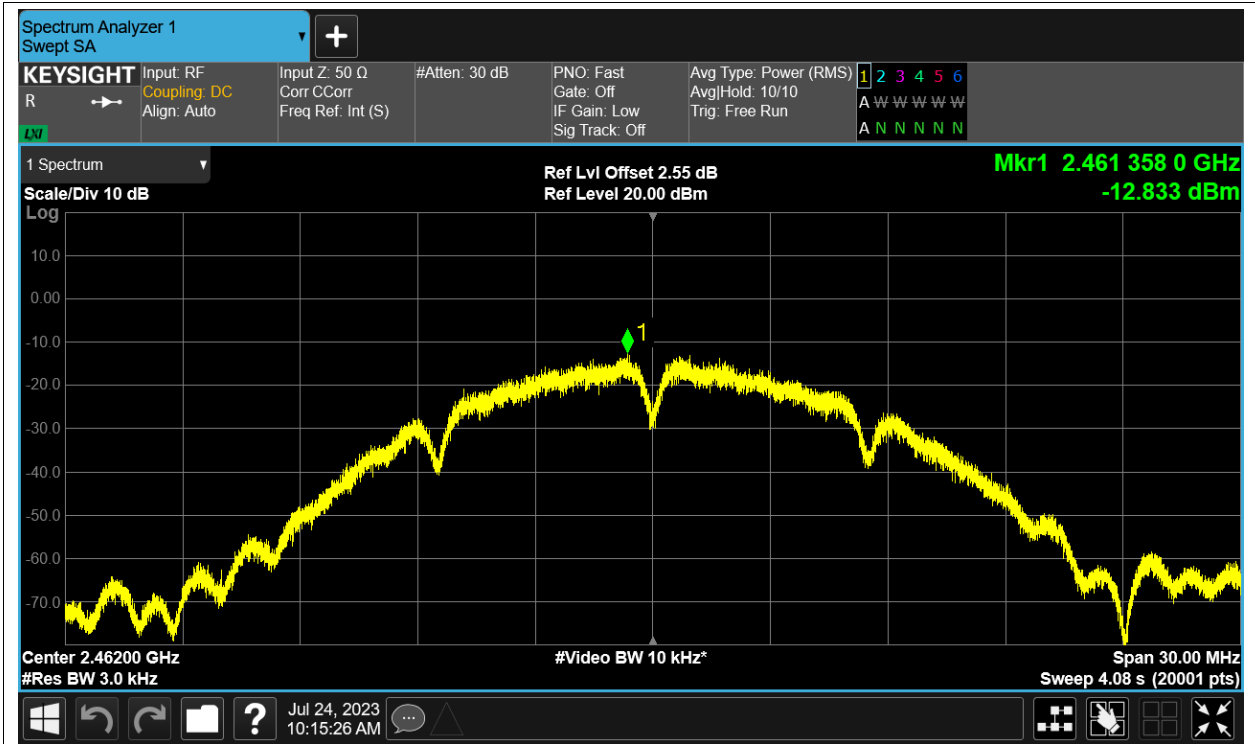 Spectrum Analyzer 1
Swept SA
KEYSIGHT
R
LXI
Input: RF
Coupling: DC
Align: Auto
Input Z: 50 Ω
Corr CCorr
Freq Ref: Int (S)
#Atten: 30 dB
PNO: Fast
Gate: Off
IF Gain: Low
Sig Track: Off
Avg Type: Power (RMS)
Avg|Hold: 10/10
Trig: Free Run
1 2 3 4 5 6
A W W W W W
A N N N N N
1 Spectrum
Scale/Div 10 dB
Ref Lvl Offset 2.55 dB
Ref Level 20.00 dBm
Mkr1 2.461 358 0 GHz
-12.833 dBm
Log
10.0
0.00
-10.0
-20.0
-30.0
-40.0
-50.0
-60.0
-70.0
1
Center 2.46200 GHz
#Res BW 3.0 kHz
#Video BW 10 kHz*
Span 30.00 MHz
Sweep 4.08 s (20001 pts)
?
Jul 24, 2023
10:15:26 AM